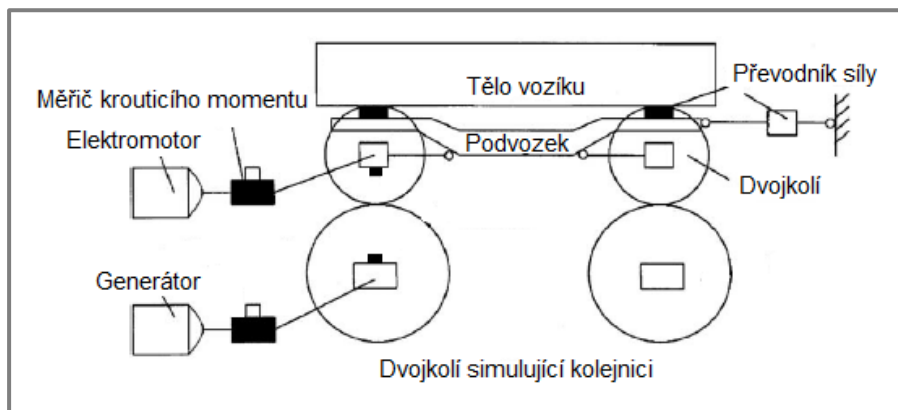 Tělo vozíku
Převodník síly
Měřič krouticího momentu
Elektromotor
Podvozek
Dvojkolí
Generátor
Dvojkolí simulující kolejnici